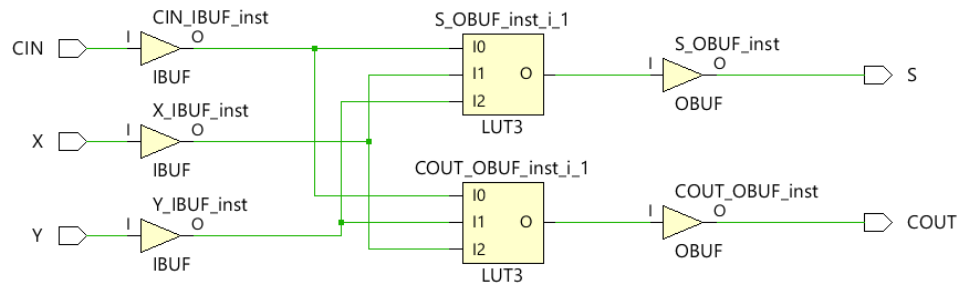 CIN_IBUF_inst
CIN
I
O
IBUF
X_IBUF_inst
X
I
O
IBUF
Y_IBUF_inst
Y
I
O
IBUF
S_OBUF_inst_i_1
I0
I1
O
I2
LUT3
COUT_OBUF_inst_i_1
I0
I1
O
I2
LUT3
S_OBUF_inst
I
O
S
OBUF
COUT_OBUF_inst
I
O
COUT
OBUF